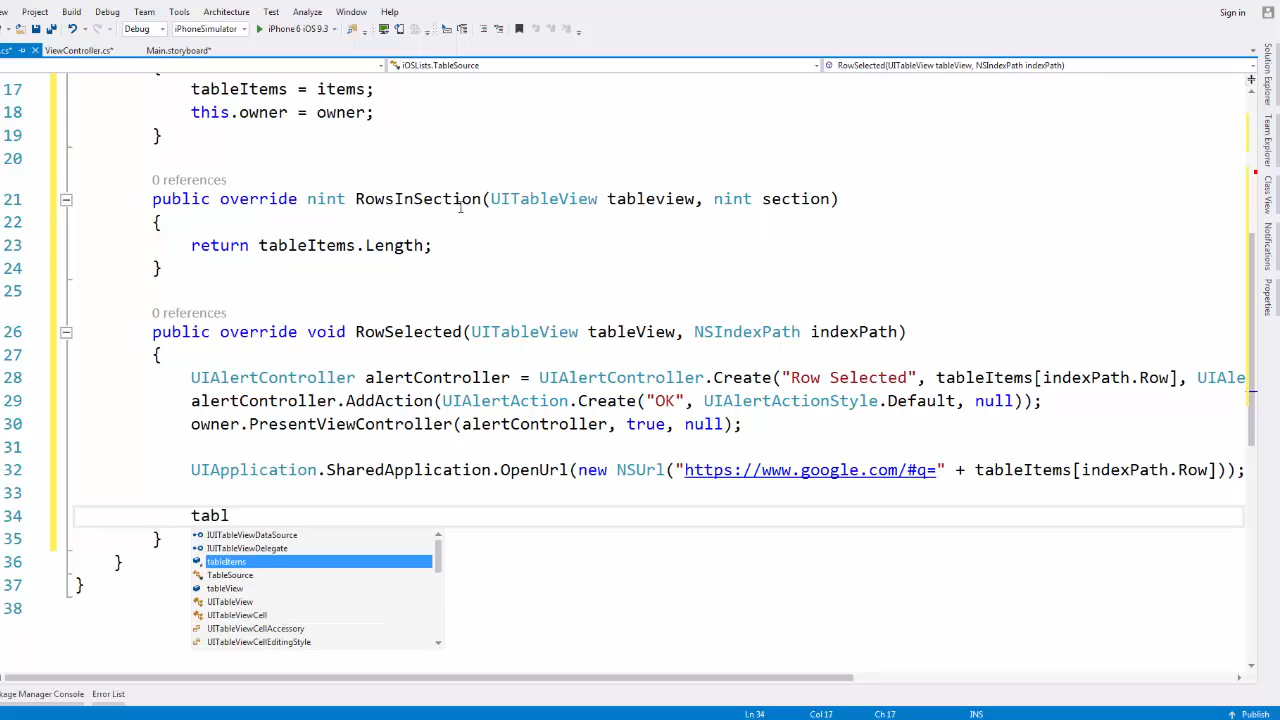 Project Build Debug Team Tools Architecture Test Analyze Window Help Sign in
Debug iPhoneSimulator iPhone 6 iOS 9.3
.cs* ViewController.cs* Main.storyboard*
iOSLists.TableSource RowSelected(UITableView tableView, NSIndexPath indexPath)
17 tableItems = items;
18 this.owner = owner;
19 }
20
0 references
21 public override nint RowsInSection(UITableView tableview, nint section)
22 {
23 return tableItems.Length;
24 }
25
0 references
26 public override void RowSelected(UITableView tableView, NSIndexPath indexPath)
27 {
28 UIAlertController alertController = UIAlertController.Create("Row Selected", tableItems[indexPath.Row], UIAle
29 alertController.AddAction(UIAlertAction.Create("OK", UIAlertActionStyle.Default, null));
30 owner.PresentViewController(alertController, true, null);
31
32 UIApplication.SharedApplication.OpenUrl(new NSUrl("https://www.google.com/#q=" + tableItems[indexPath.Row]));
33
34 tabl
35 }
36 }
37 }
38
IUITableViewDataSource
IUITableViewDelegate
tableItems
TableSource
tableView
UITableView
UITableViewCell
UITableViewCellAccessory
UITableViewCellEditingStyle
Solution Explorer
Team Explorer
Class View
Notifications
Properties
kage Manager Console Error List
Ln 34 Col 17 Ch 17 INS Publish